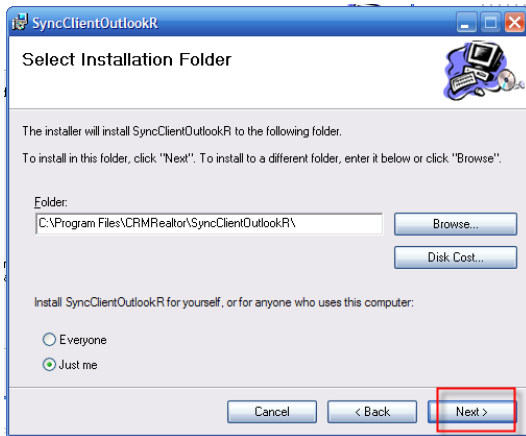 SyncClientOutlookR
Select Installation Folder
The installer will install SyncClientOutlookR to the following folder.
To install in this folder, click "Next". To install to a different folder, enter it below or click "Browse".
Folder:
C:\Program Files\CRMRealtor\SyncClientOutlookR\
Browse...
Disk Cost...
Install SyncClientOutlookR for yourself, or for anyone who uses this computer:
Everyone
Just me
Cancel
< Back
Next >